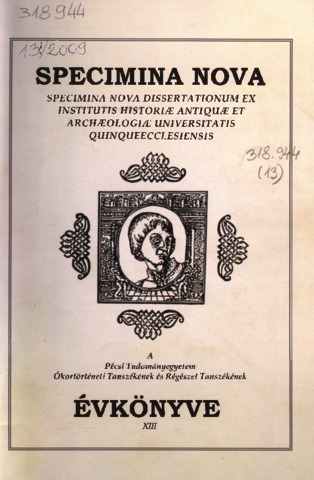 318.944
13/2009
SPECIMINA NOVA
SPECIMINA NOVA DISSERTATIONUM EX
INSTITUTIS HISTORIÆ ANTIQUÆ ET
ARCHÆOLOGIÆ UNIVERSITATIS
QUINQUEECCLESIENSIS
318.944
(13)
A
Pécsi Tudományegyetem
Ókortörténeti Tanszékének és Régészet Tanszékének
ÉVKÖNYVE
XIII